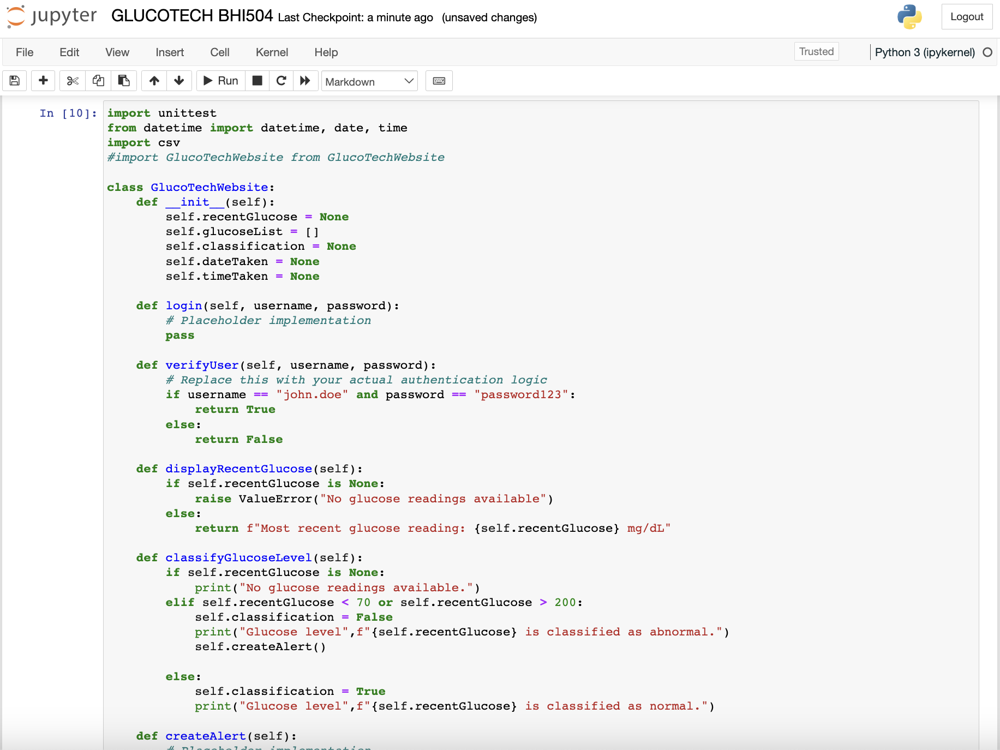 jupyter GLUCOTECH BHI504 Last Checkpoint: a minute ago (unsaved changes) Logout
File Edit View Insert Cell Kernel Help Trusted Python 3 (ipykernel)
Run Markdown
In [10]: import unittest
from datetime import datetime, date, time
import csv
#import GlucoTechWebsite from GlucoTechWebsite
class GlucoTechWebsite:
    def __init__(self):
        self.recentGlucose = None
        self.glucoseList = []
        self.classification = None
        self.dateTaken = None
        self.timeTaken = None
    def login(self, username, password):
        # Placeholder implementation
        pass
    def verifyUser(self, username, password):
        # Replace this with your actual authentication logic
        if username == "john.doe" and password == "password123":
            return True
        else:
            return False
    def displayRecentGlucose(self):
        if self.recentGlucose is None:
            raise ValueError("No glucose readings available")
        else:
            return f"Most recent glucose reading: {self.recentGlucose} mg/dL"
    def classifyGlucoseLevel(self):
        if self.recentGlucose is None:
            print("No glucose readings available.")
        elif self.recentGlucose < 70 or self.recentGlucose > 200:
            self.classification = False
            print("Glucose level",f"{self.recentGlucose} is classified as abnormal.")
            self.createAlert()
        else:
            self.classification = True
            print("Glucose level",f"{self.recentGlucose} is classified as normal.")
    def createAlert(self):
        # Placeholder implementation